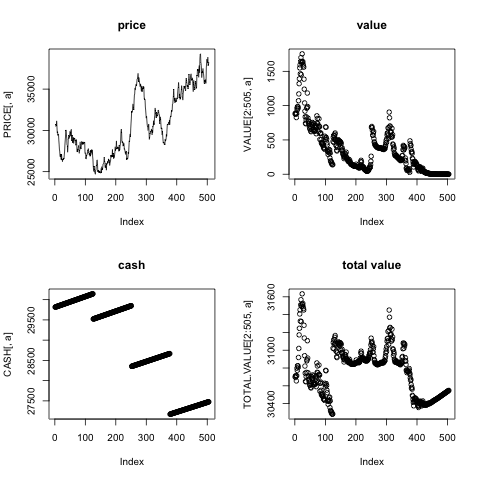 price
PRICE[, a]
25000 30000 35000
0 100 200 300 400 500
Index
value
VALUE[2:505, a]
0 500 1000 1500
0 100 200 300 400 500
Index
cash
CASH[, a]
27500 28500 29500
0 100 200 300 400 500
Index
total value
TOTAL.VALUE[2:505, a]
30400 31000 31600
0 100 200 300 400 500
Index